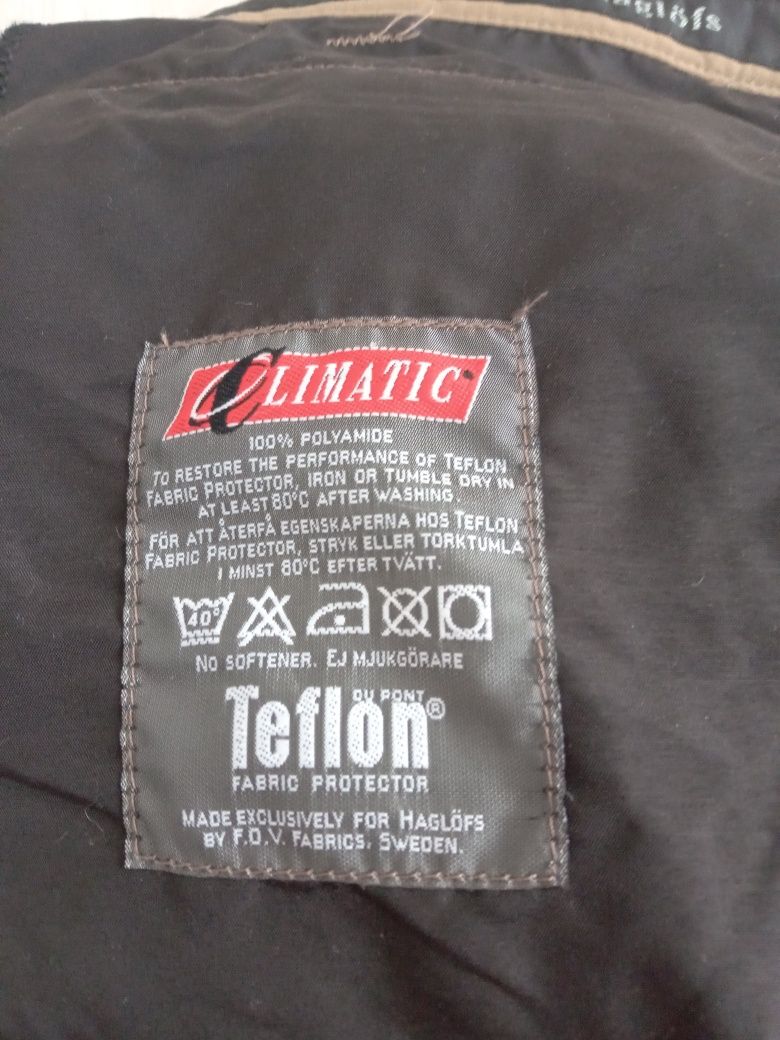 CLIMATIC
100% POLYAMIDE
TO RESTORE THE PERFORMANCE OF TEFLON
FABRIC PROTECTOR, IRON OR TUMBLE DRY IN
AT LEAST 80°C AFTER WASHING.
FÖR ATT ÅTERFÅ EGENSKAPERNA HOS TEFLON
FABRIC PROTECTOR, STRYK ELLER TORKTUMLA
I MINST 80°C EFTER TVÄTT.
40°
NO SOFTENER. EJ MJUKGÖRARE
DU PONT
Teflon®
FABRIC PROTECTOR
MADE EXCLUSIVELY FOR HAGLÖFS
BY F.O.V. FABRICS, SWEDEN.